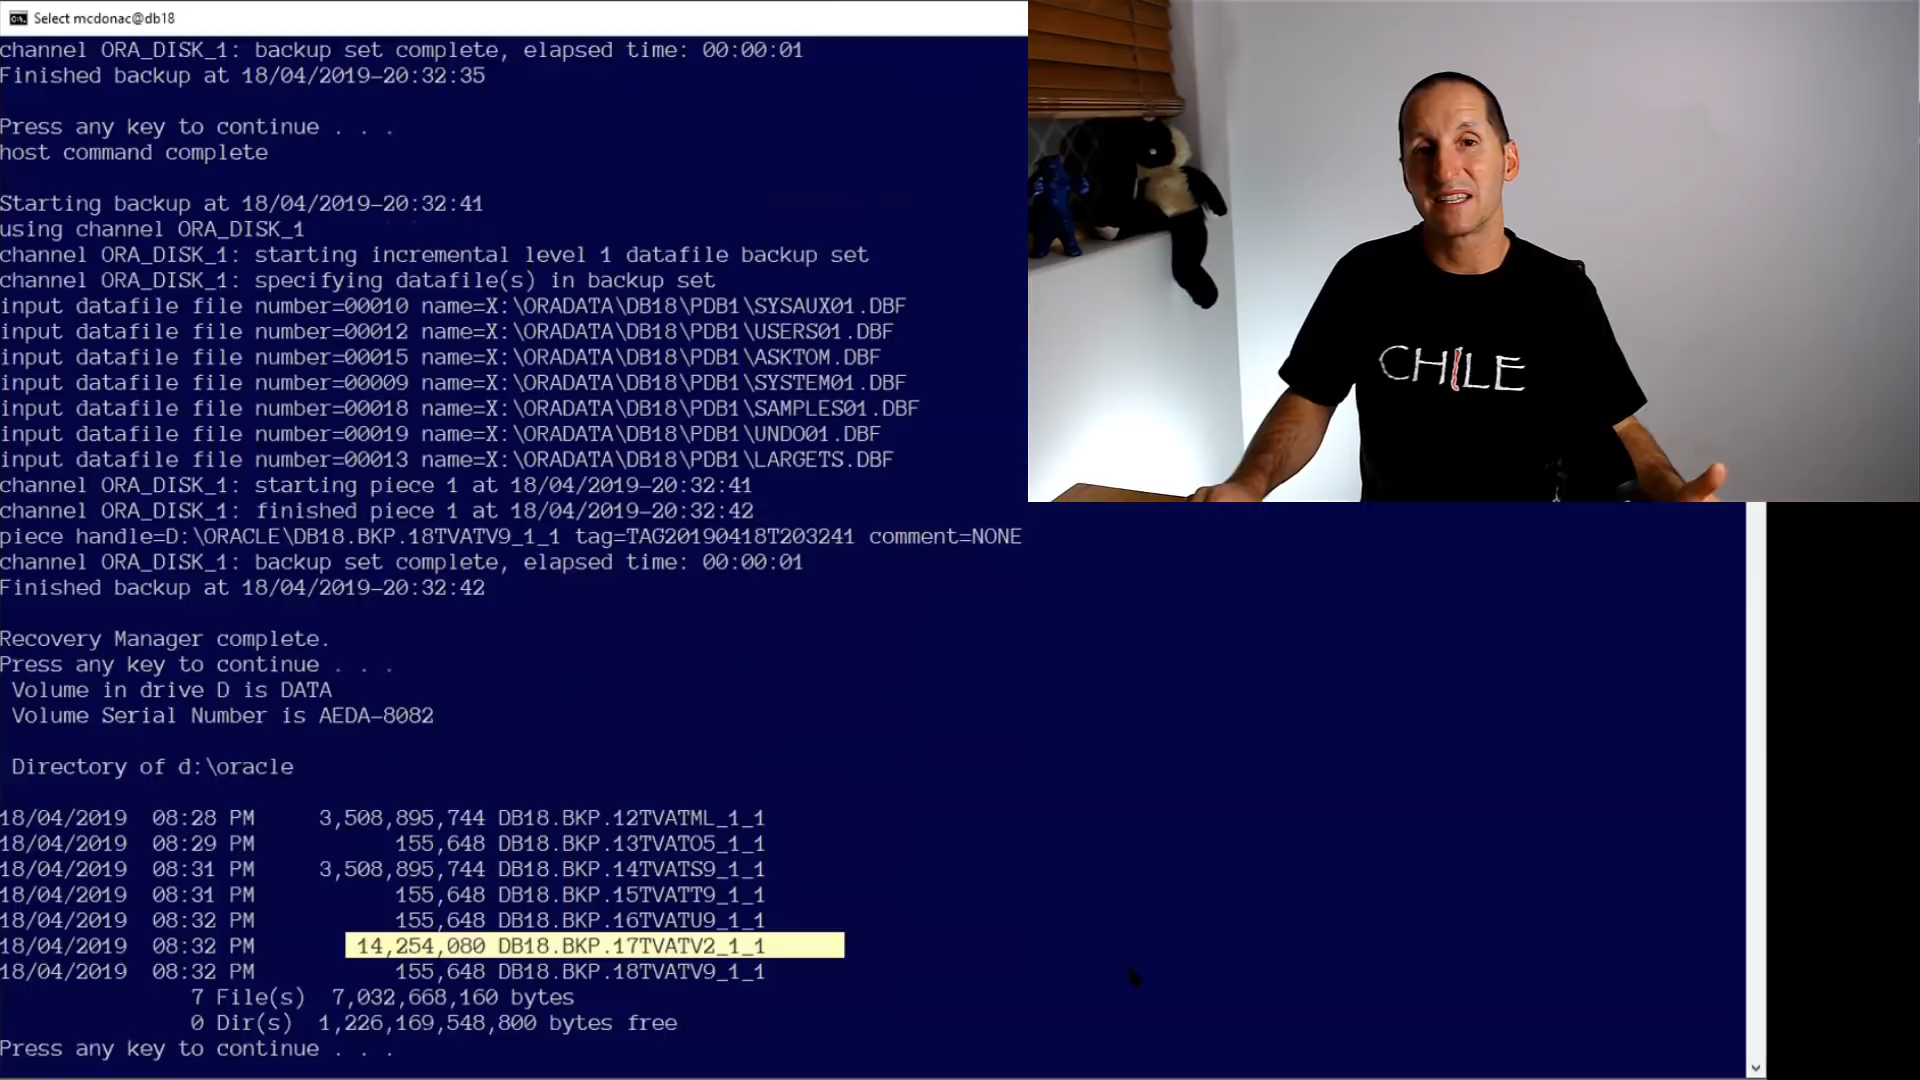 Select mcdonac@db18
channel ORA_DISK_1: backup set complete, elapsed time: 00:00:01
Finished backup at 18/04/2019-20:32:35
Press any key to continue . . .
host command complete
Starting backup at 18/04/2019-20:32:41
using channel ORA_DISK_1
channel ORA_DISK_1: starting incremental level 1 datafile backup set
channel ORA_DISK_1: specifying datafile(s) in backup set
input datafile file number=00010 name=X:\ORADATA\DB18\PDB1\SYSAUX01.DBF
input datafile file number=00012 name=X:\ORADATA\DB18\PDB1\USERS01.DBF
input datafile file number=00015 name=X:\ORADATA\DB18\PDB1\ASKTOM.DBF
input datafile file number=00009 name=X:\ORADATA\DB18\PDB1\SYSTEM01.DBF
input datafile file number=00018 name=X:\ORADATA\DB18\PDB1\SAMPLES01.DBF
input datafile file number=00019 name=X:\ORADATA\DB18\PDB1\UNDO01.DBF
input datafile file number=00013 name=X:\ORADATA\DB18\PDB1\LARGETS.DBF
channel ORA_DISK_1: starting piece 1 at 18/04/2019-20:32:41
channel ORA_DISK_1: finished piece 1 at 18/04/2019-20:32:42
piece handle=D:\ORACLE\DB18.BKP.18TVATV9_1_1 tag=TAG20190418T203241 comment=NONE
channel ORA_DISK_1: backup set complete, elapsed time: 00:00:01
Finished backup at 18/04/2019-20:32:42
Recovery Manager complete.
Press any key to continue . . .
Volume in drive D is DATA
Volume Serial Number is AEDA-8082
Directory of d:\oracle
18/04/2019 08:28 PM 3,508,895,744 DB18.BKP.12TVATML_1_1
18/04/2019 08:29 PM 155,648 DB18.BKP.13TVATO5_1_1
18/04/2019 08:31 PM 3,508,895,744 DB18.BKP.14TVATS9_1_1
18/04/2019 08:31 PM 155,648 DB18.BKP.15TVATT9_1_1
18/04/2019 08:32 PM 155,648 DB18.BKP.16TVATU9_1_1
18/04/2019 08:32 PM 14,254,080 DB18.BKP.17TVATV2_1_1
18/04/2019 08:32 PM 155,648 DB18.BKP.18TVATV9_1_1
7 File(s) 7,032,668,160 bytes
0 Dir(s) 1,226,169,548,800 bytes free
Press any key to continue . . .
CHILE